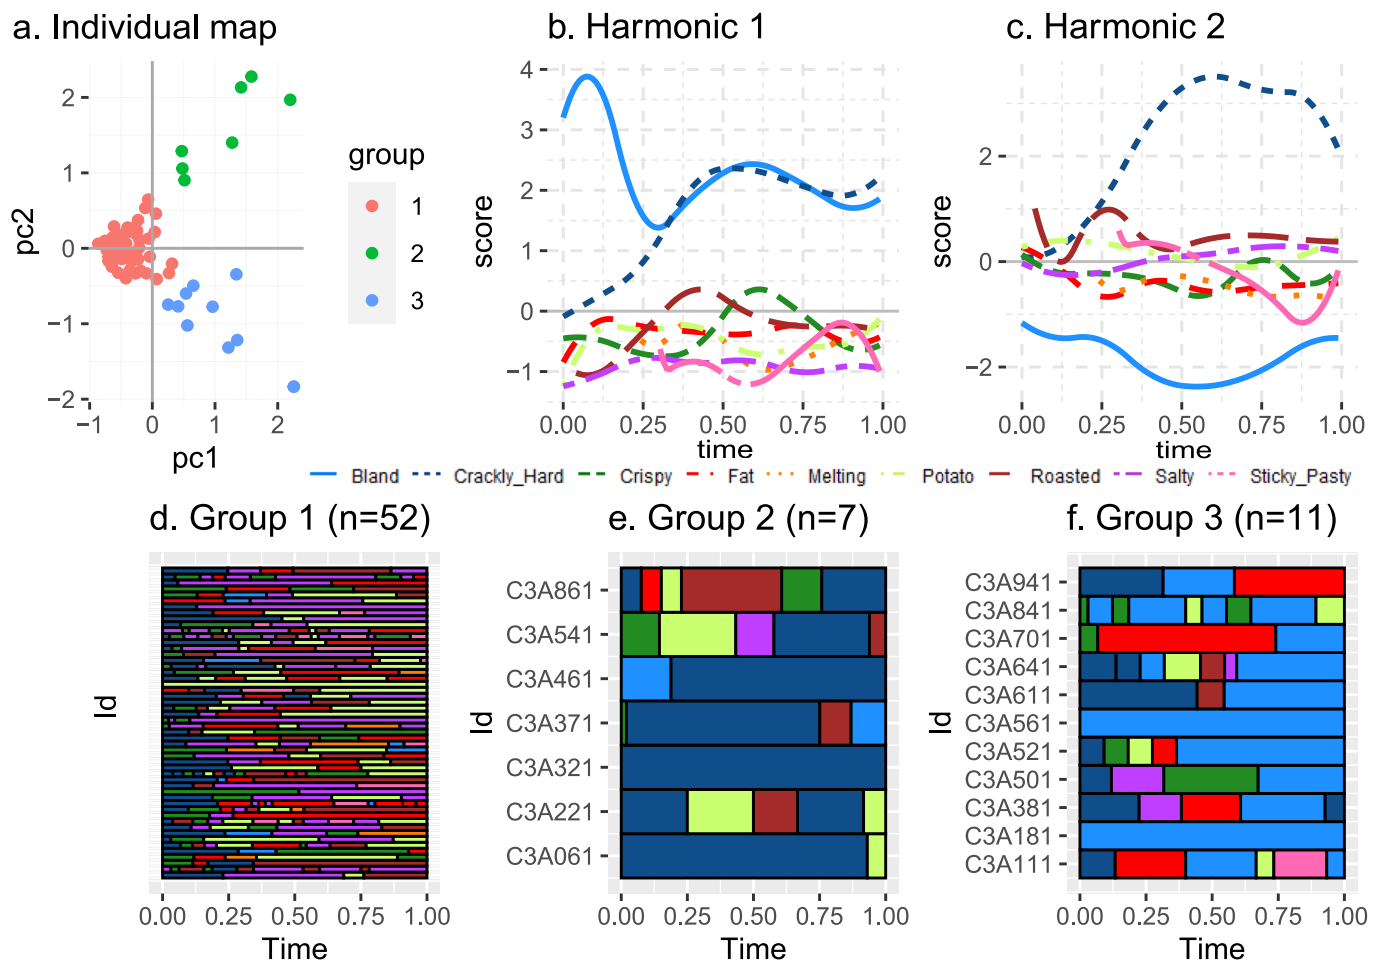 a. Individual map
b. Harmonic 1
c. Harmonic 2
2
1
0
−1
−2
pc2
−1
0
1
2
pc1
group
1
2
3
4
3
2
1
0
−1
score
0.00
0.25
0.50
0.75
1.00
time
2
0
−2
score
0.00
0.25
0.50
0.75
1.00
time
Bland
Crackly_Hard
Crispy
Fat
Melting
Potato
Roasted
Salty
Sticky_Pasty
d. Group 1 (n=52)
e. Group 2 (n=7)
f. Group 3 (n=11)
Id
0.00
0.25
0.50
0.75
1.00
Time
Id
C3A861
C3A541
C3A461
C3A371
C3A321
C3A221
C3A061
0.00
0.25
0.50
0.75
1.00
Time
Id
C3A941
C3A841
C3A701
C3A641
C3A611
C3A561
C3A521
C3A501
C3A381
C3A181
C3A111
0.00
0.25
0.50
0.75
1.00
Time